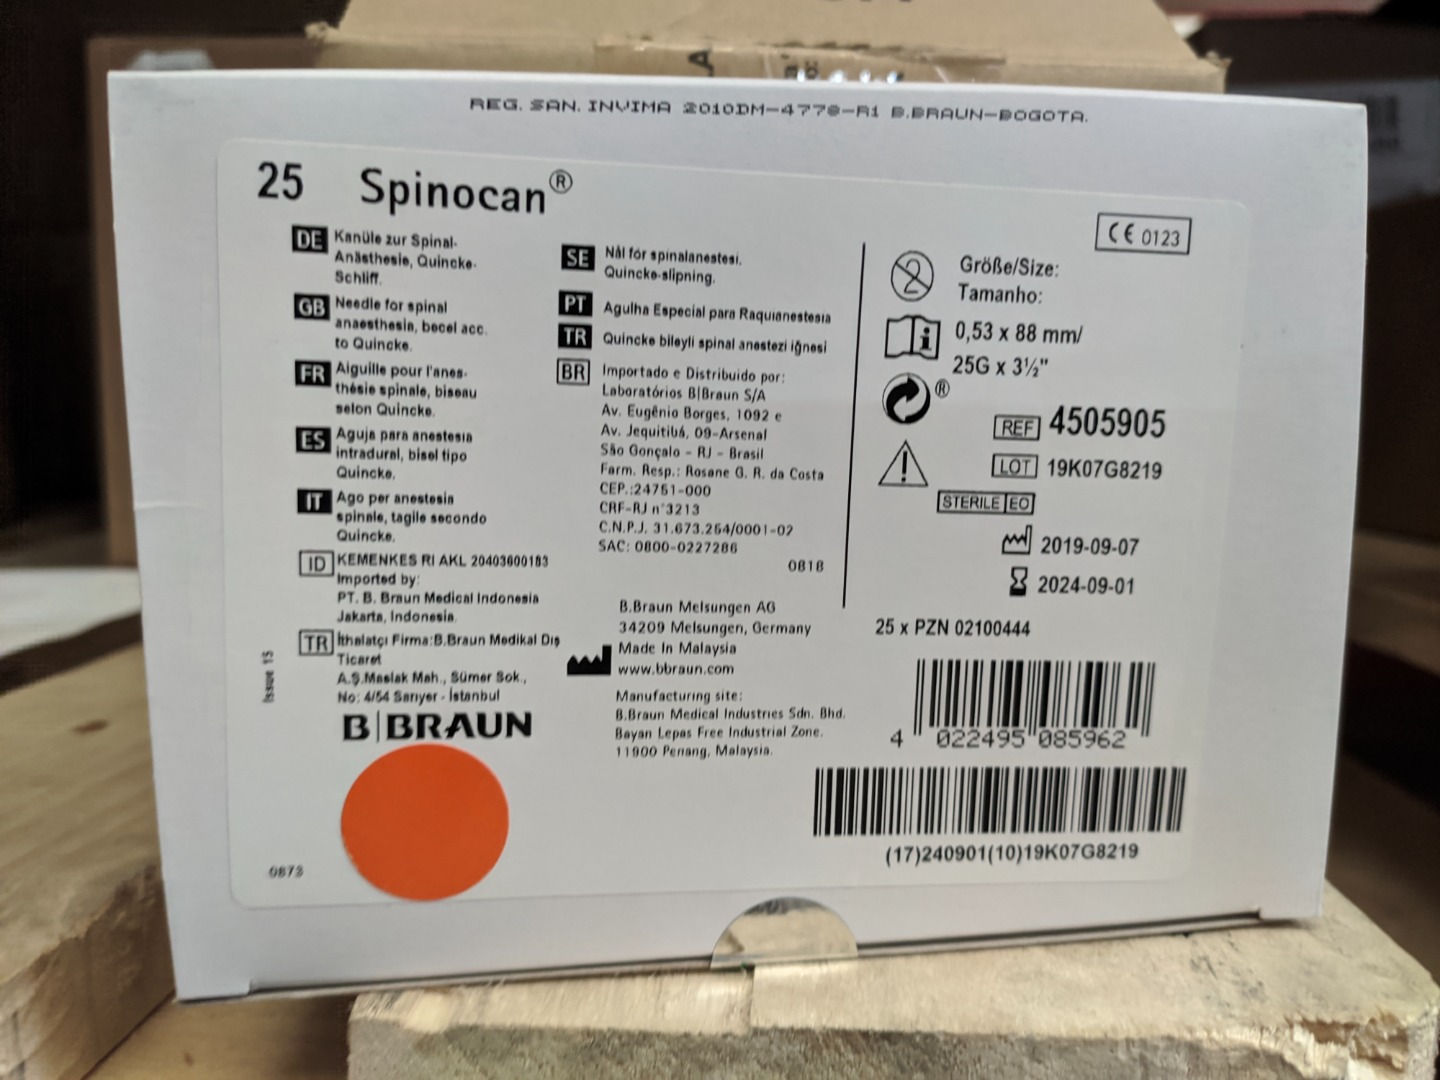 REG. SAN. INVIMA 2010DM-4778-R1 B.BRAUN-BOGOTA.
25 Spinocan®
DE Kanüle zur Spinal-
Anästhesie, Quincke-
Schliff.
GB Needle for spinal
anaesthesia, becel acc.
to Quincke.
FR Aiguille pour l'anes-
thésie spinale, biseau
selon Quincke.
ES Aguja para anestesia
intradural, bisel tipo
Quincke.
IT Ago per anestesia
spinale, tagile secondo
Quincke.
ID KEMENKES RI AKL 20403600183
Imported by:
PT. B. Braun Medical Indonesia
Jakarta, Indonesia.
TR İthalatçı Firma:B.Braun Medikal Dış
Ticaret
A.Ş.Maslak Mah., Sümer Sok.,
No: 4/54 Sarıyer - İstanbul
Issue 15
B|BRAUN
0873
SE Nål för spinalanestesi.
Quincke-slipning.
PT Agulha Especial para Raquianestesia
TR Quincke bileyli spinal anestezi iğnesi
BR Importado e Distribuido por:
Laboratórios B|Braun S/A
Av. Eugênio Borges, 1092 e
Av. Jequitibá, 09-Arsenal
São Gonçalo - RJ - Brasil
Farm. Resp.: Rosane G. R. da Costa
CEP.:24751-000
CRF-RJ n°3213
C.N.P.J. 31.673.254/0001-02
SAC: 0800-0227286
0818
B.Braun Melsungen AG
34209 Melsungen, Germany
Made In Malaysia
www.bbraun.com
Manufacturing site:
B.Braun Medical Industries Sdn. Bhd.
Bayan Lepas Free Industrial Zone.
11900 Penang, Malaysia.
CE 0123
2
Größe/Size:
Tamanho:
0,53 x 88 mm/
25G x 3½"
®
REF 4505905
LOT 19K07G8219
STERILE EO
2019-09-07
2024-09-01
25 x PZN 02100444
4 022495 085962
(17)240901(10)19K07G8219